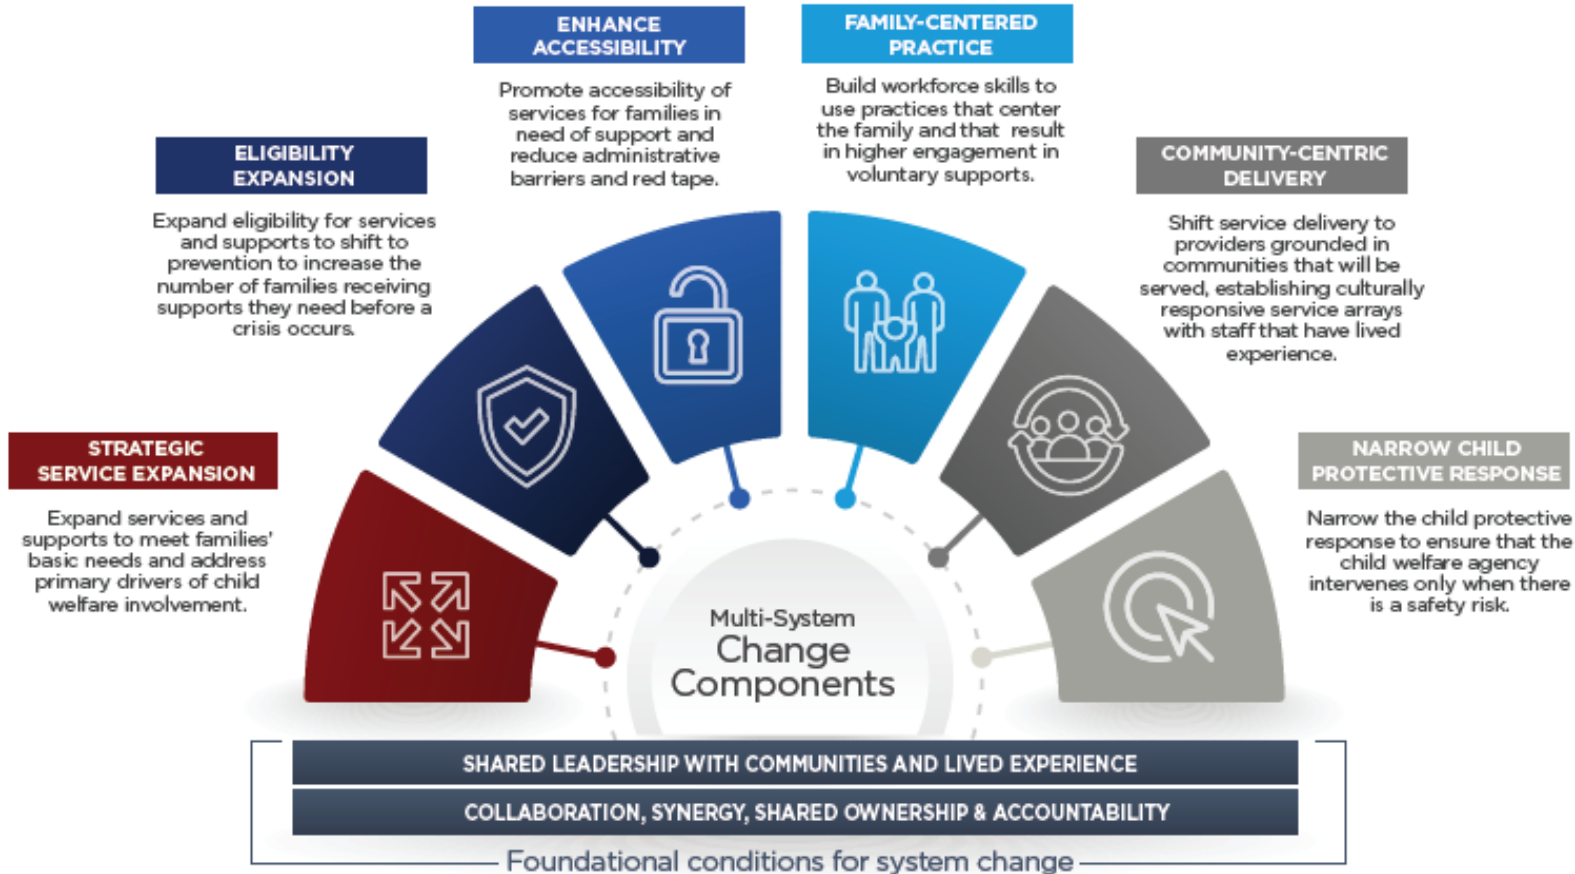 ENHANCE
ACCESSIBILITY
Promote accessibility of
services for families in
need of support and
reduce administrative
barriers and red tape.
FAMILY-CENTERED
PRACTICE
Build workforce skills to
use practices that center
the family and that result
in higher engagement in
voluntary supports.
ELIGIBILITY
EXPANSION
Expand eligibility for services
and supports to shift to
prevention to increase the
number of families receiving
supports they need before a
crisis occurs.
COMMUNITY-CENTRIC
DELIVERY
Shift service delivery to
providers grounded in
communities that will be
served, establishing culturally
responsive service arrays
with staff that have lived
experience.
STRATEGIC
SERVICE EXPANSION
Expand services and
supports to meet families'
basic needs and address
primary drivers of child
welfare involvement.
NARROW CHILD
PROTECTIVE RESPONSE
Narrow the child protective
response to ensure that the
child welfare agency
intervenes only when there
is a safety risk.
Multi-System
Change
Components
SHARED LEADERSHIP WITH COMMUNITIES AND LIVED EXPERIENCE
COLLABORATION, SYNERGY, SHARED OWNERSHIP & ACCOUNTABILITY
Foundational conditions for system change